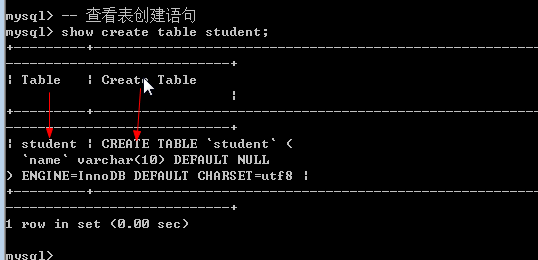 mysql> -- 查看表创建语句
mysql> show create table student;
+---------+--------------------------------------------------
----------------------------+
| Table   | Create Table
                            |
+---------+--------------------------------------------------
----------------------------+
| student | CREATE TABLE `student` (
  `name` varchar(10) DEFAULT NULL
) ENGINE=InnoDB DEFAULT CHARSET=utf8 |
+---------+--------------------------------------------------
----------------------------+
1 row in set (0.00 sec)
mysql>